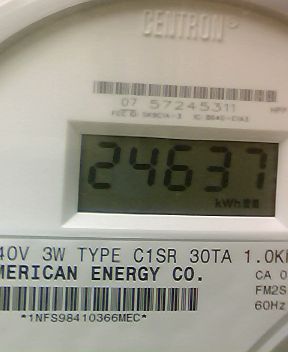 CENTRON
07 57245311
24637
kWh
40V 3W TYPE C1SR 30TA 1.0K
MERICAN ENERGY CO.
CA 0
FM2S
60Hz
*1NFS98410366MEC*